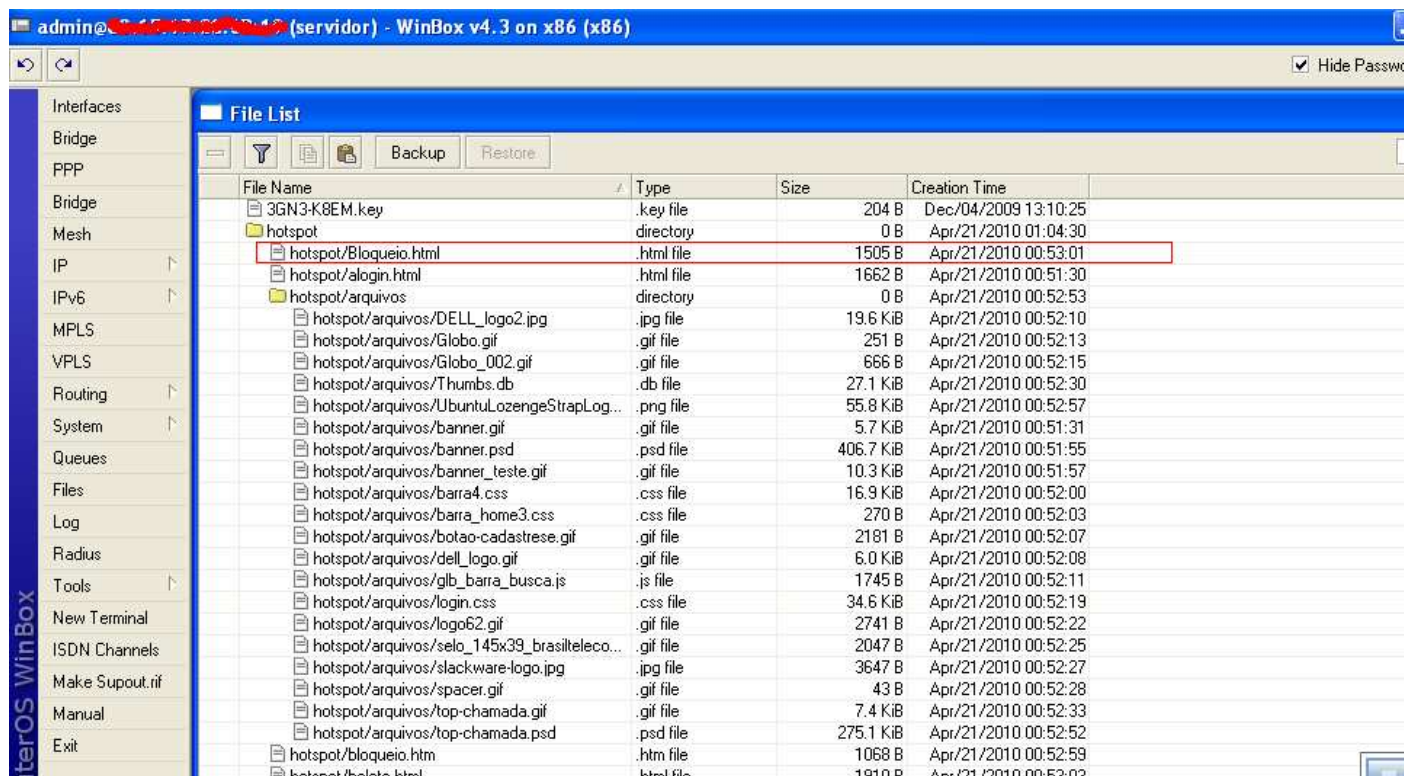 admin@ (servidor) - WinBox v4.3 on x86 (x86)
Hide Passwo
Interfaces
Bridge
PPP
Bridge
Mesh
IP
IPv6
MPLS
VPLS
Routing
System
Queues
Files
Log
Radius
Tools
New Terminal
ISDN Channels
Make Supout.rif
Manual
Exit
terOS WinBox
File List
Backup Restore
File Name Type Size Creation Time
3GN3-K8EM.key .key file 204 B Dec/04/2009 13:10:25
hotspot directory 0 B Apr/21/2010 01:04:30
hotspot/Bloqueio.html .html file 1505 B Apr/21/2010 00:53:01
hotspot/alogin.html .html file 1662 B Apr/21/2010 00:51:30
hotspot/arquivos directory 0 B Apr/21/2010 00:52:53
hotspot/arquivos/DELL_logo2.jpg .jpg file 19.6 KiB Apr/21/2010 00:52:10
hotspot/arquivos/Globo.gif .gif file 251 B Apr/21/2010 00:52:13
hotspot/arquivos/Globo_002.gif .gif file 666 B Apr/21/2010 00:52:15
hotspot/arquivos/Thumbs.db .db file 27.1 KiB Apr/21/2010 00:52:30
hotspot/arquivos/UbuntuLozengeStrapLog... .png file 55.8 KiB Apr/21/2010 00:52:57
hotspot/arquivos/banner.gif .gif file 5.7 KiB Apr/21/2010 00:51:31
hotspot/arquivos/banner.psd .psd file 406.7 KiB Apr/21/2010 00:51:55
hotspot/arquivos/banner_teste.gif .gif file 10.3 KiB Apr/21/2010 00:51:57
hotspot/arquivos/barra4.css .css file 16.9 KiB Apr/21/2010 00:52:00
hotspot/arquivos/barra_home3.css .css file 270 B Apr/21/2010 00:52:03
hotspot/arquivos/botao-cadastrese.gif .gif file 2181 B Apr/21/2010 00:52:07
hotspot/arquivos/dell_logo.gif .gif file 6.0 KiB Apr/21/2010 00:52:08
hotspot/arquivos/glb_barra_busca.js .js file 1745 B Apr/21/2010 00:52:11
hotspot/arquivos/login.css .css file 34.6 KiB Apr/21/2010 00:52:19
hotspot/arquivos/logo62.gif .gif file 2741 B Apr/21/2010 00:52:22
hotspot/arquivos/selo_145x39_brasilteleco... .gif file 2047 B Apr/21/2010 00:52:25
hotspot/arquivos/slackware-logo.jpg .jpg file 3647 B Apr/21/2010 00:52:27
hotspot/arquivos/spacer.gif .gif file 43 B Apr/21/2010 00:52:28
hotspot/arquivos/top-chamada.gif .gif file 7.4 KiB Apr/21/2010 00:52:33
hotspot/arquivos/top-chamada.psd .psd file 275.1 KiB Apr/21/2010 00:52:52
hotspot/bloqueio.htm .htm file 1068 B Apr/21/2010 00:52:59